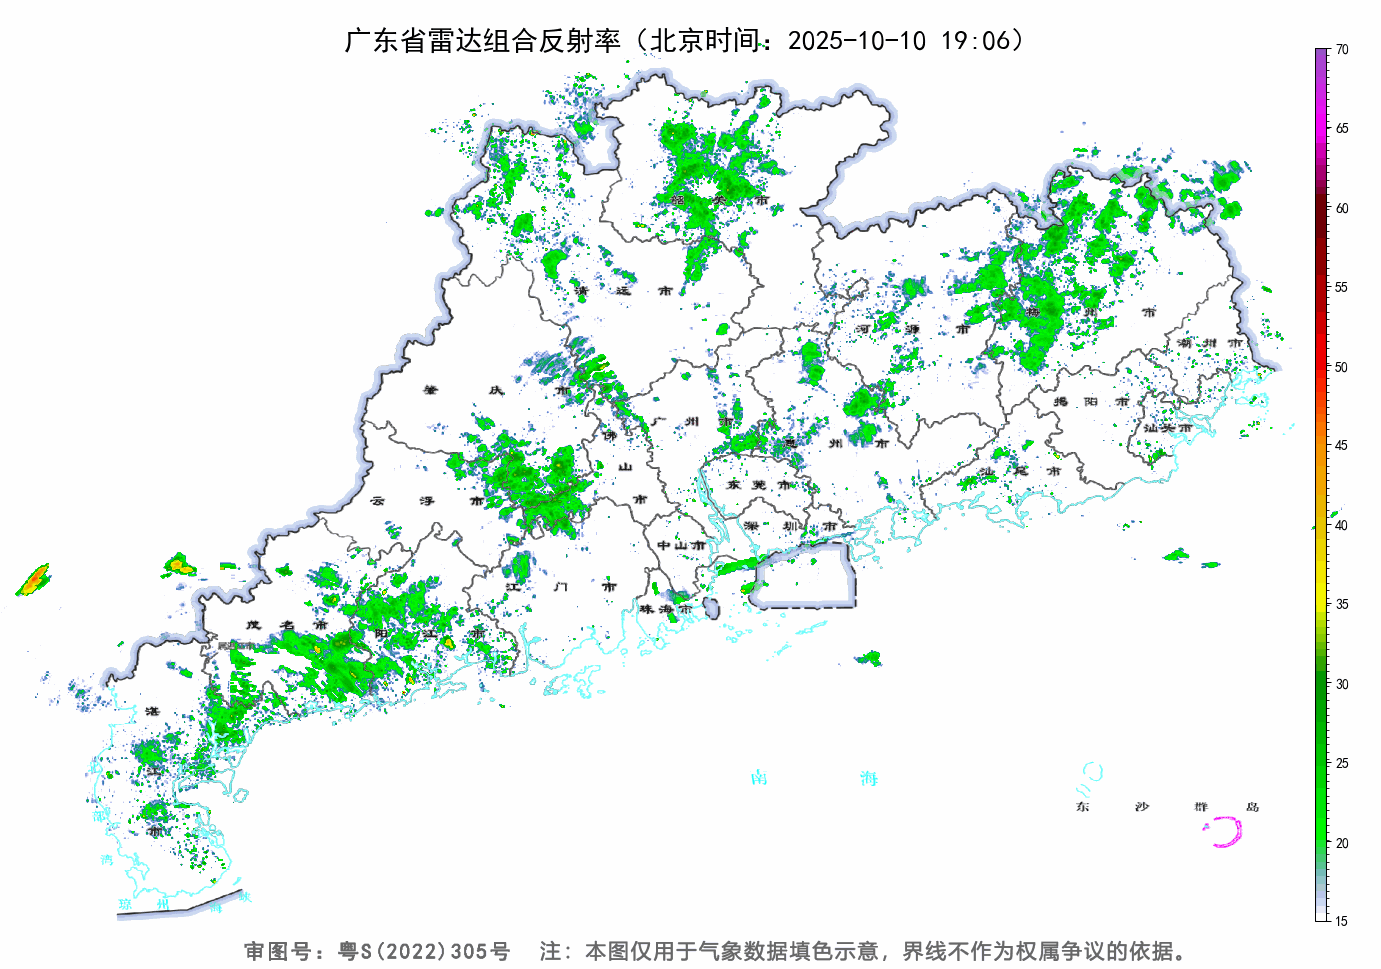 广东省雷达组合反射率（北京时间：2025-10-10 19:06）
70
65
60
55
50
45
40
35
30
25
20
15
韶关市
清远市
河源市
梅州市
潮州市
肇庆市
广州市
惠州市
揭阳市
汕头市
佛山市
云浮市
东莞市
汕尾市
深圳市
中山市
江门市
珠海市
茂名市
阳江市
湛江市
南海
东沙群岛
湾
琼州海峡
审图号：粤S(2022)305号 注：本图仅用于气象数据填色示意，界线不作为权属争议的依据。